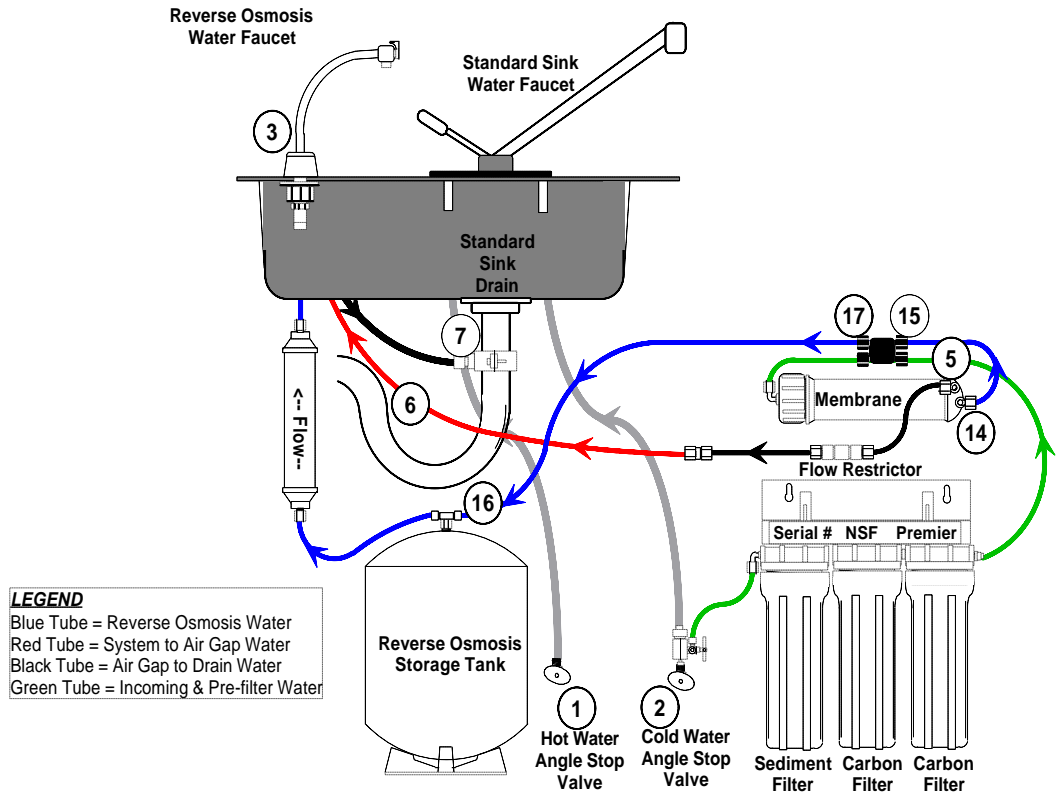 Reverse Osmosis
Water Faucet
Standard Sink
Water Faucet
3
Standard
Sink
Drain
17
15
7
5
<-- Flow--
6
Membrane
14
Flow Restrictor
16
Serial # NSF Premier
LEGEND
Blue Tube = Reverse Osmosis Water
Red Tube = System to Air Gap Water
Black Tube = Air Gap to Drain Water
Green Tube = Incoming & Pre-filter Water
Reverse Osmosis
Storage Tank
1
2
Hot Water
Angle Stop
Valve
Cold Water
Angle Stop
Valve
Sediment
Filter
Carbon
Filter
Carbon
Filter